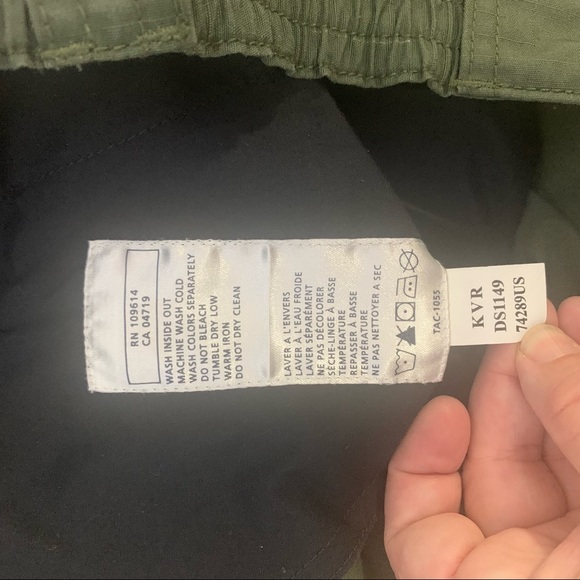 RN 109614
CA 04719
WASH INSIDE OUT
MACHINE WASH COLD
WASH COLORS SEPARATELY
DO NOT BLEACH
TUMBLE DRY LOW
WARM IRON
DO NOT DRY CLEAN
LAVER A L'ENVERS
LAVER À L'EAU FROIDE
LAVER SÉPARÉMENT
NE PAS DÉCOLORER
SÈCHE-LINGE À BASSE
TEMPÉRATURE
REPASSER À BASSE
TEMPÉRATURE
NE PAS NETTOYER A SEC
TAC-1055
KVR
DS1149
74289US